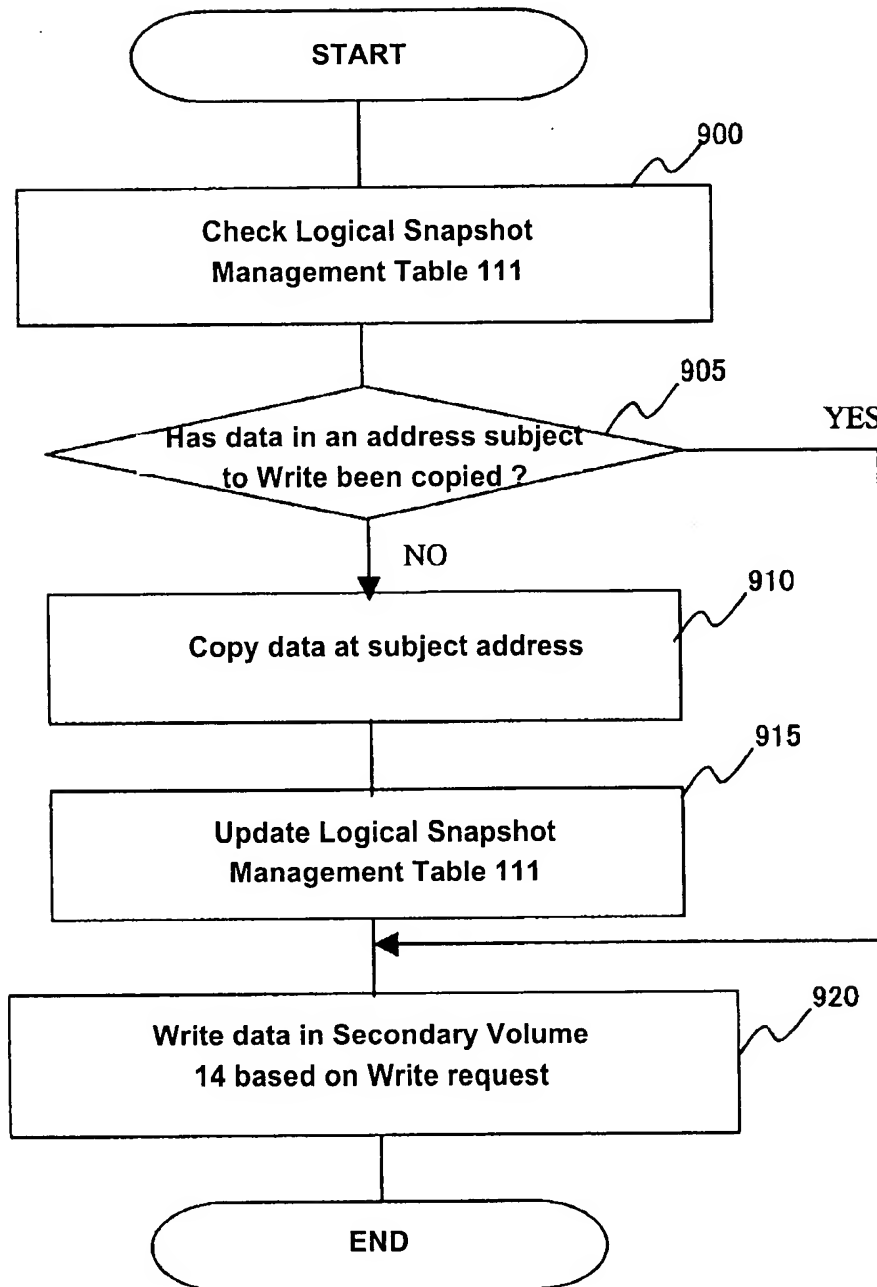 START
900
Check Logical Snapshot
Management Table 111
905
YES
Has data in an address subject
to Write been copied ?
NO
910
Copy data at subject address
915
Update Logical Snapshot
Management Table 111
920
Write data in Secondary Volume
14 based on Write request
END